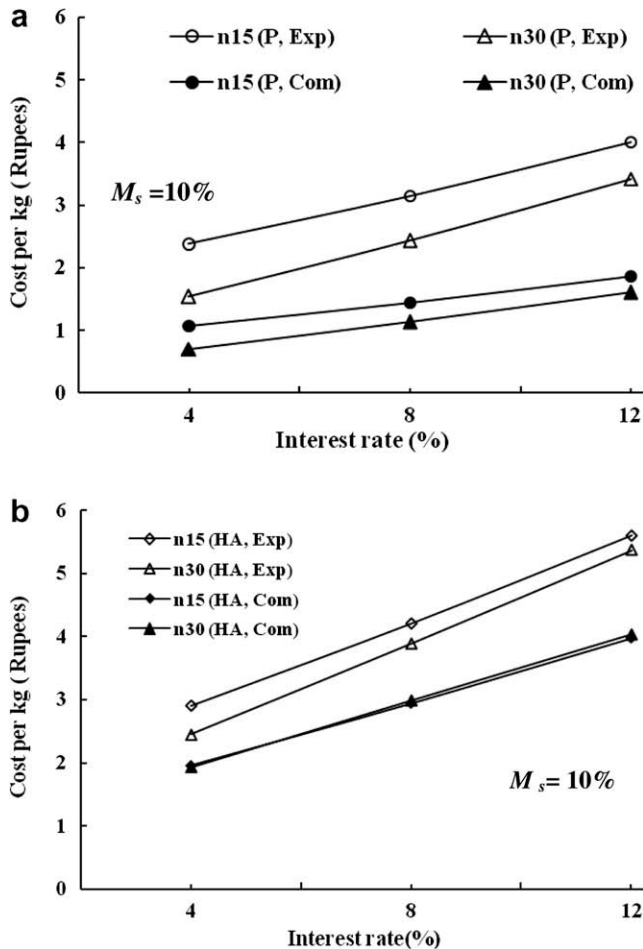 a
6
5
4
3
2
1
0
Cost per kg ( Rupees)
n15 (P, Exp)
n30 (P, Exp)
n15 (P, Com)
n30 (P, Com)
Ms =10%
4 8 12
Interest rate (%)
b
6
5
4
3
2
1
0
Cost per kg ( Rupees)
n15 (HA, Exp)
n30 (HA, Exp)
n15 (HA, Com)
n30 (HA, Com)
M s= 10%
4 8 12
Interest rate(%)